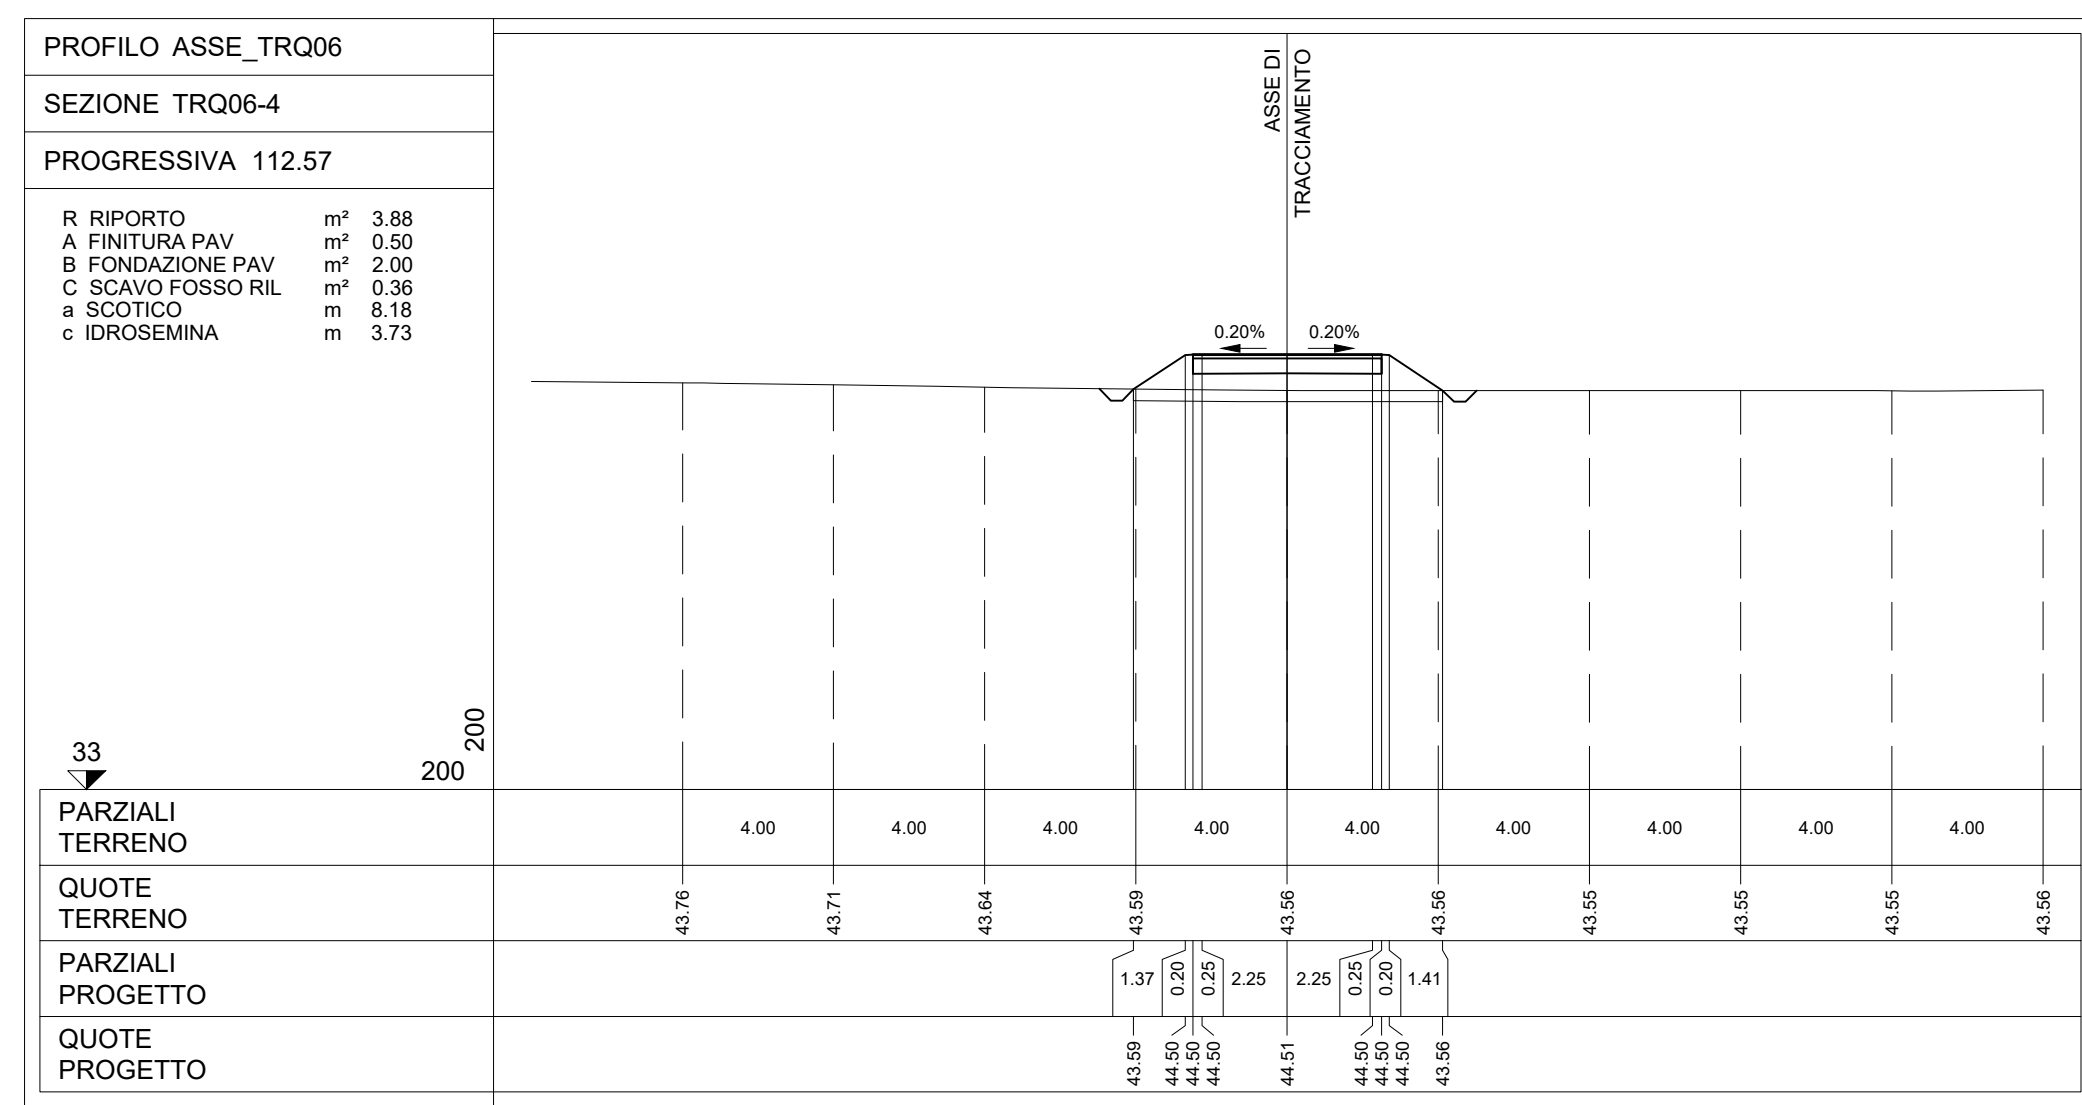 PROFILO ASSE_TRQ06
SEZIONE TRQ06-4
PROGRESSIVA 112.57
R RIPORTO m² 3.88
A FINITURA PAV m² 0.50
B FONDAZIONE PAV m² 2.00
C SCAVO FOSSO RIL m² 0.36
a SCOTICO m 8.18
c IDROSEMINA m 3.73
ASSE DI
TRACCIAMENTO
0.20% 0.20%
33
200
200
PARZIALI
TERRENO
4.00 4.00 4.00 4.00 4.00 4.00 4.00 4.00 4.00
QUOTE
TERRENO
43.76 43.71 43.64 43.59 43.56 43.56 43.55 43.55 43.55 43.56
PARZIALI
PROGETTO
1.37 0.20 0.25 2.25 2.25 0.25 0.20 1.41
QUOTE
PROGETTO
43.59 44.50 44.50 44.50 44.51 44.50 44.50 44.50 43.56